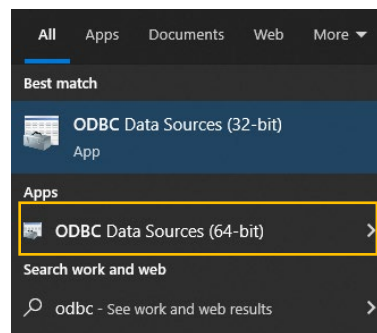 All Apps Documents Web More
Best match
ODBC Data Sources (32-bit)
App
Apps
ODBC Data Sources (64-bit)
Search work and web
odbc - See work and web results